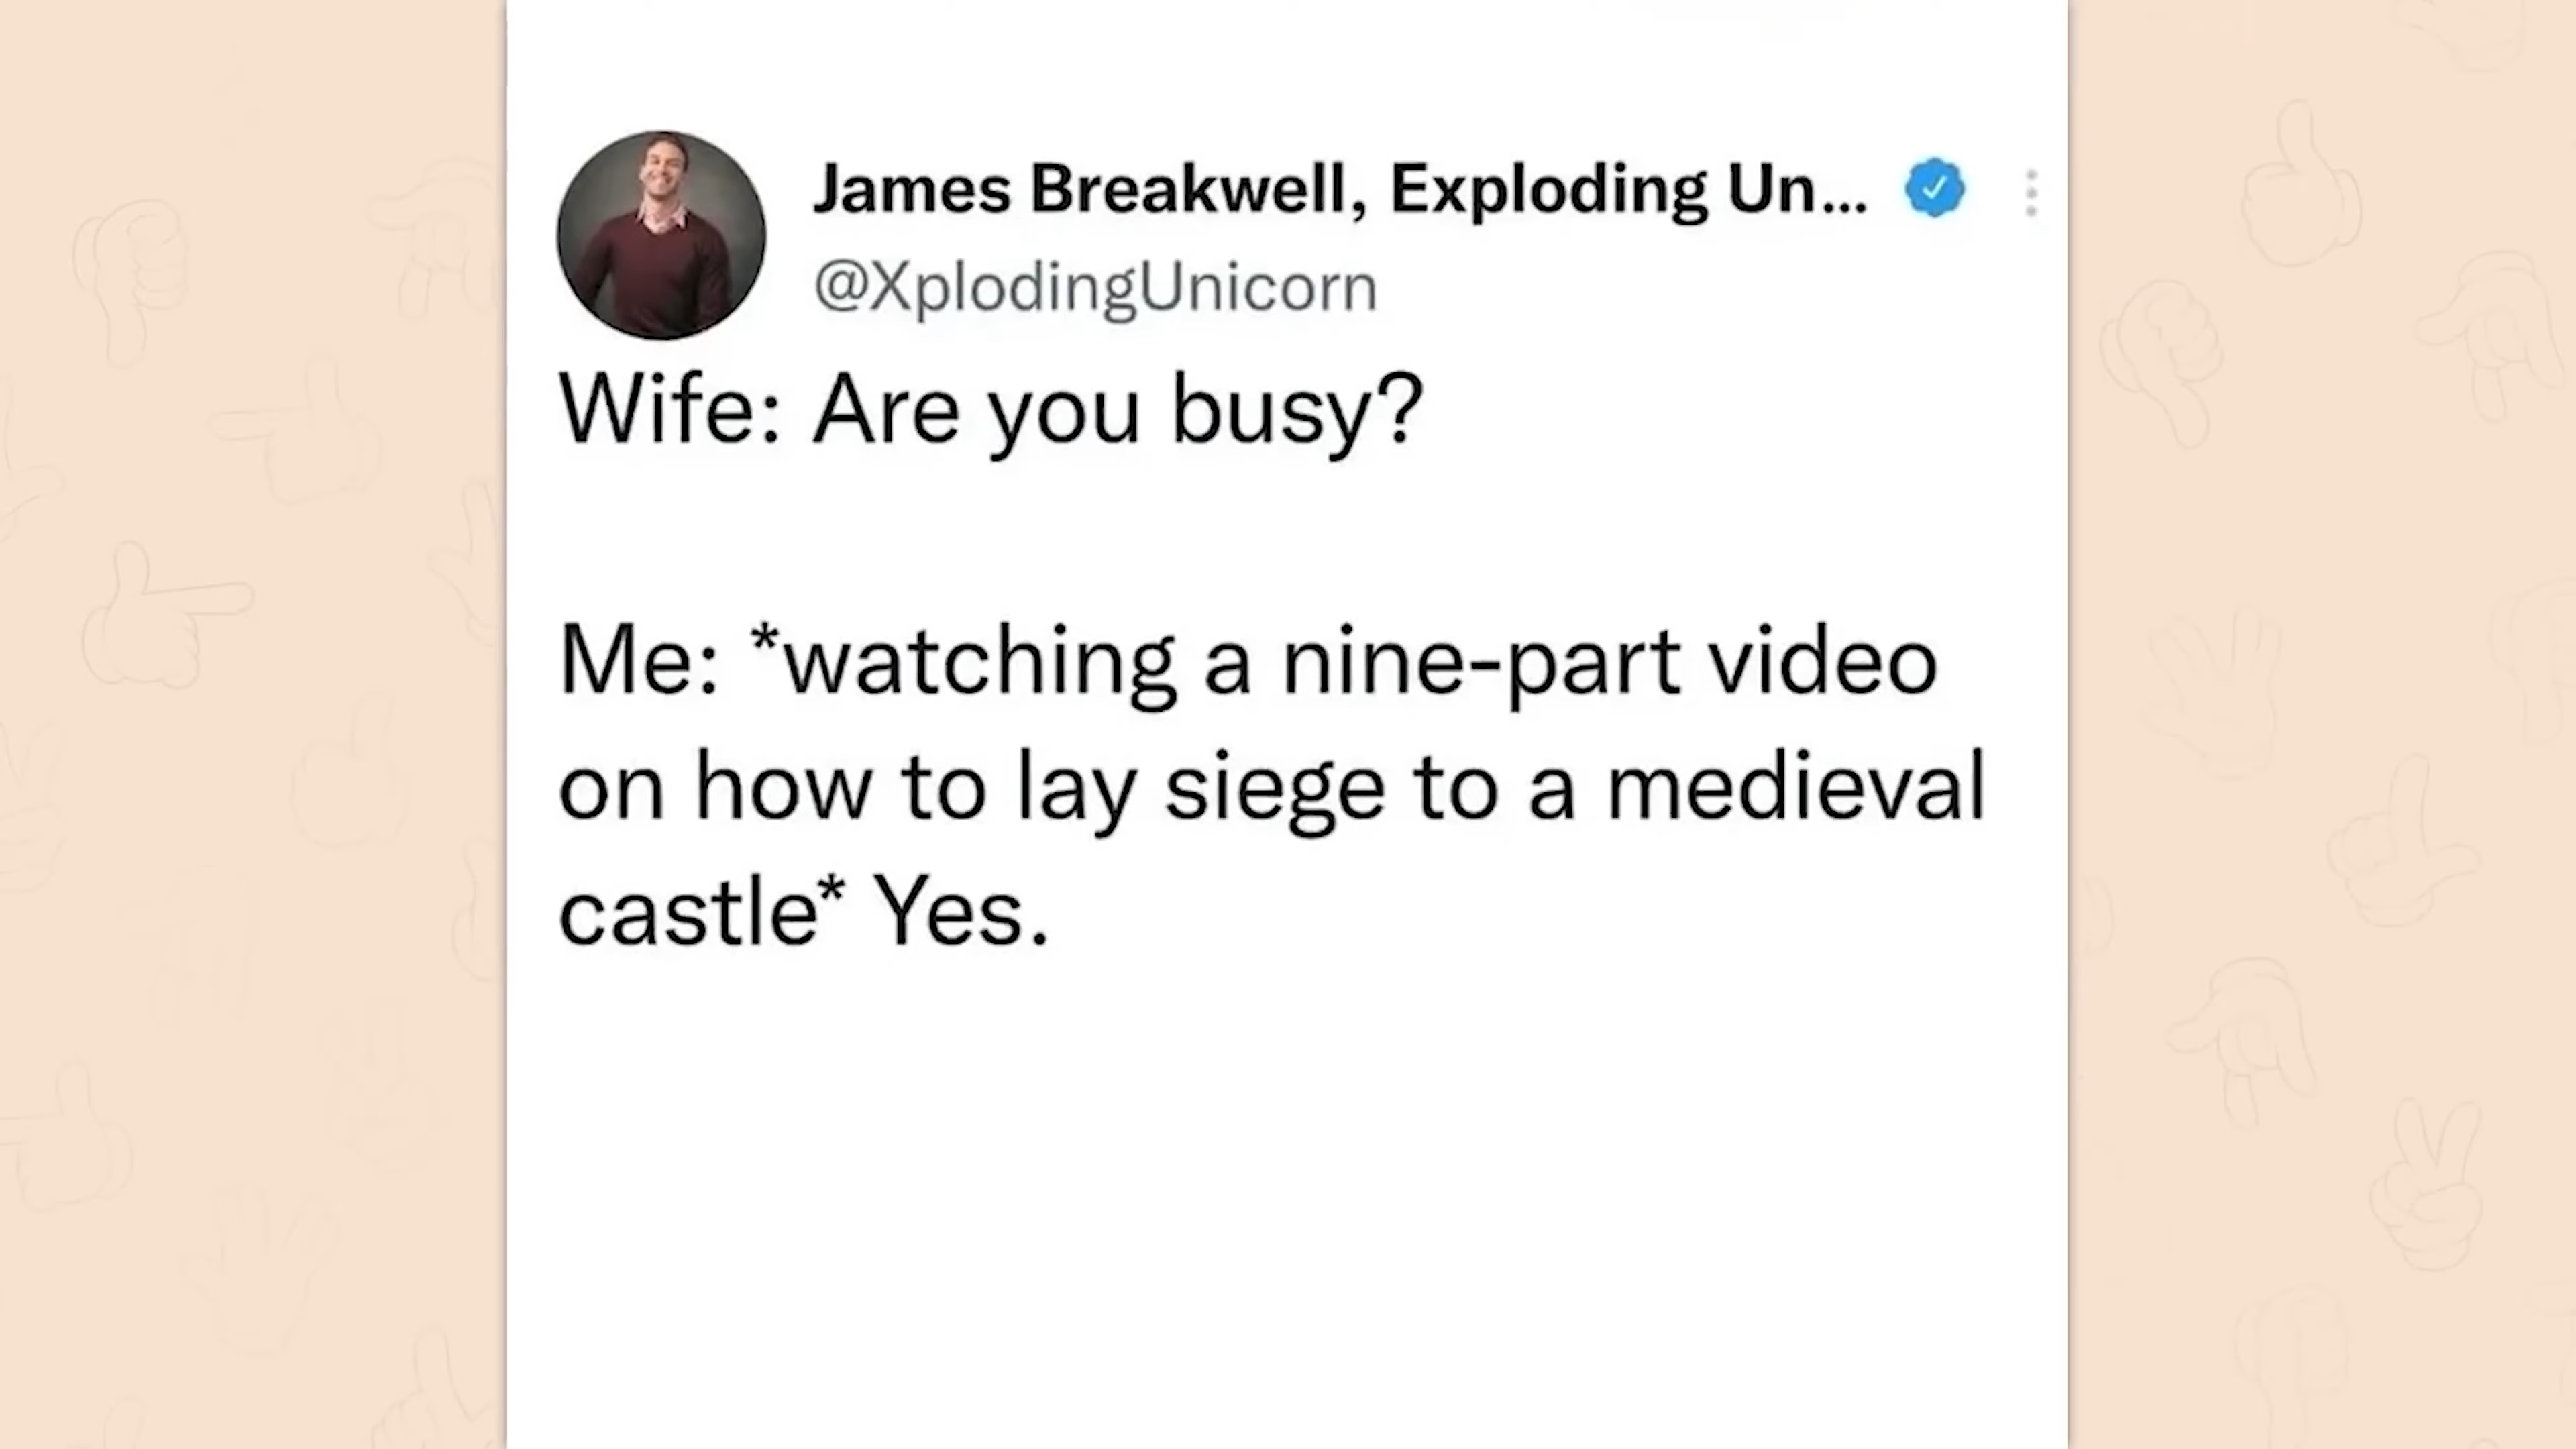 James Breakwell, Exploding Un...
@XplodingUnicorn
Wife: Are you busy?
Me: *watching a nine-part video
on how to lay siege to a medieval
castle* Yes.